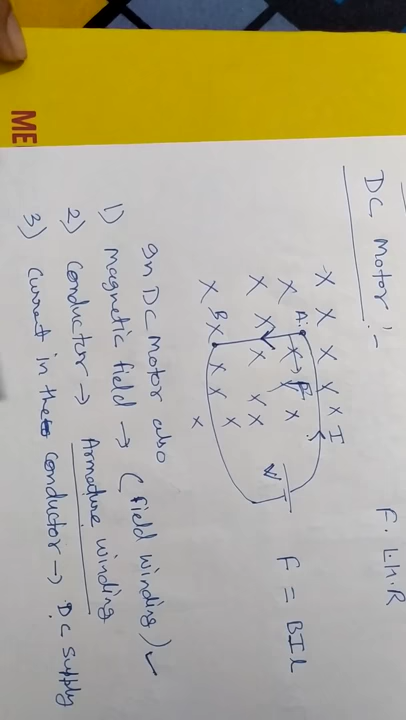 DC Motor :-
F. L.H.R
X X X X X I
X A. X
X X X X X
X B X X X X
X
F
V
F = BIl
In DC Motor also
1) Magnetic field → (field winding) ✓
2) Conductor → Armature winding
3) Current in the conductor → DC Supply
ME